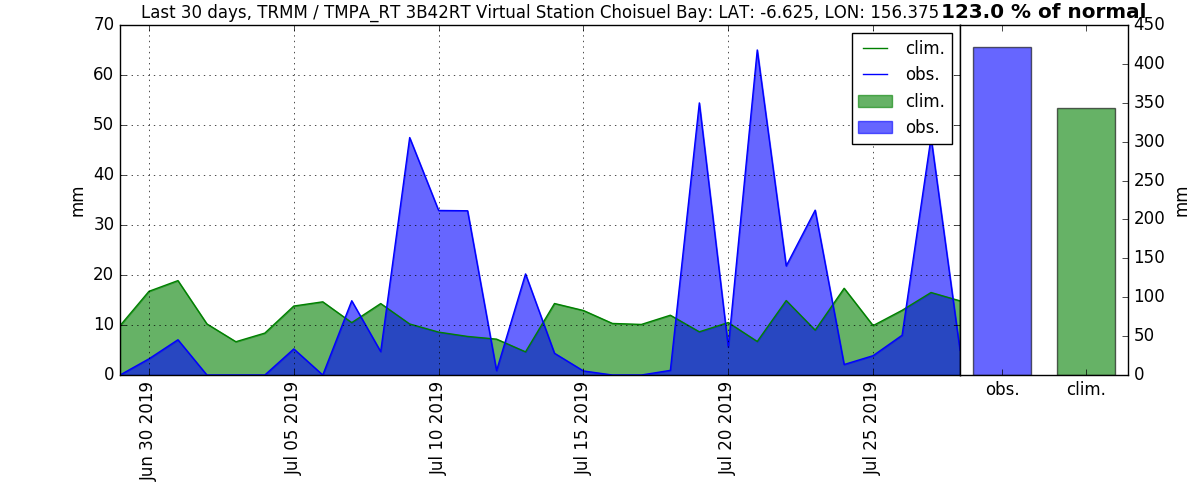 Last 30 days, TRMM / TMPA_RT 3B42RT Virtual Station Choisuel Bay: LAT: -6.625, LON: 156.375
123.0 % of normal
70
60
50
40
30
20
10
0
mm
clim.
obs.
clim.
obs.
Jun 30 2019
Jul 05 2019
Jul 10 2019
Jul 15 2019
Jul 20 2019
Jul 25 2019
450
400
350
300
250
200
150
100
50
0
mm
obs.
clim.